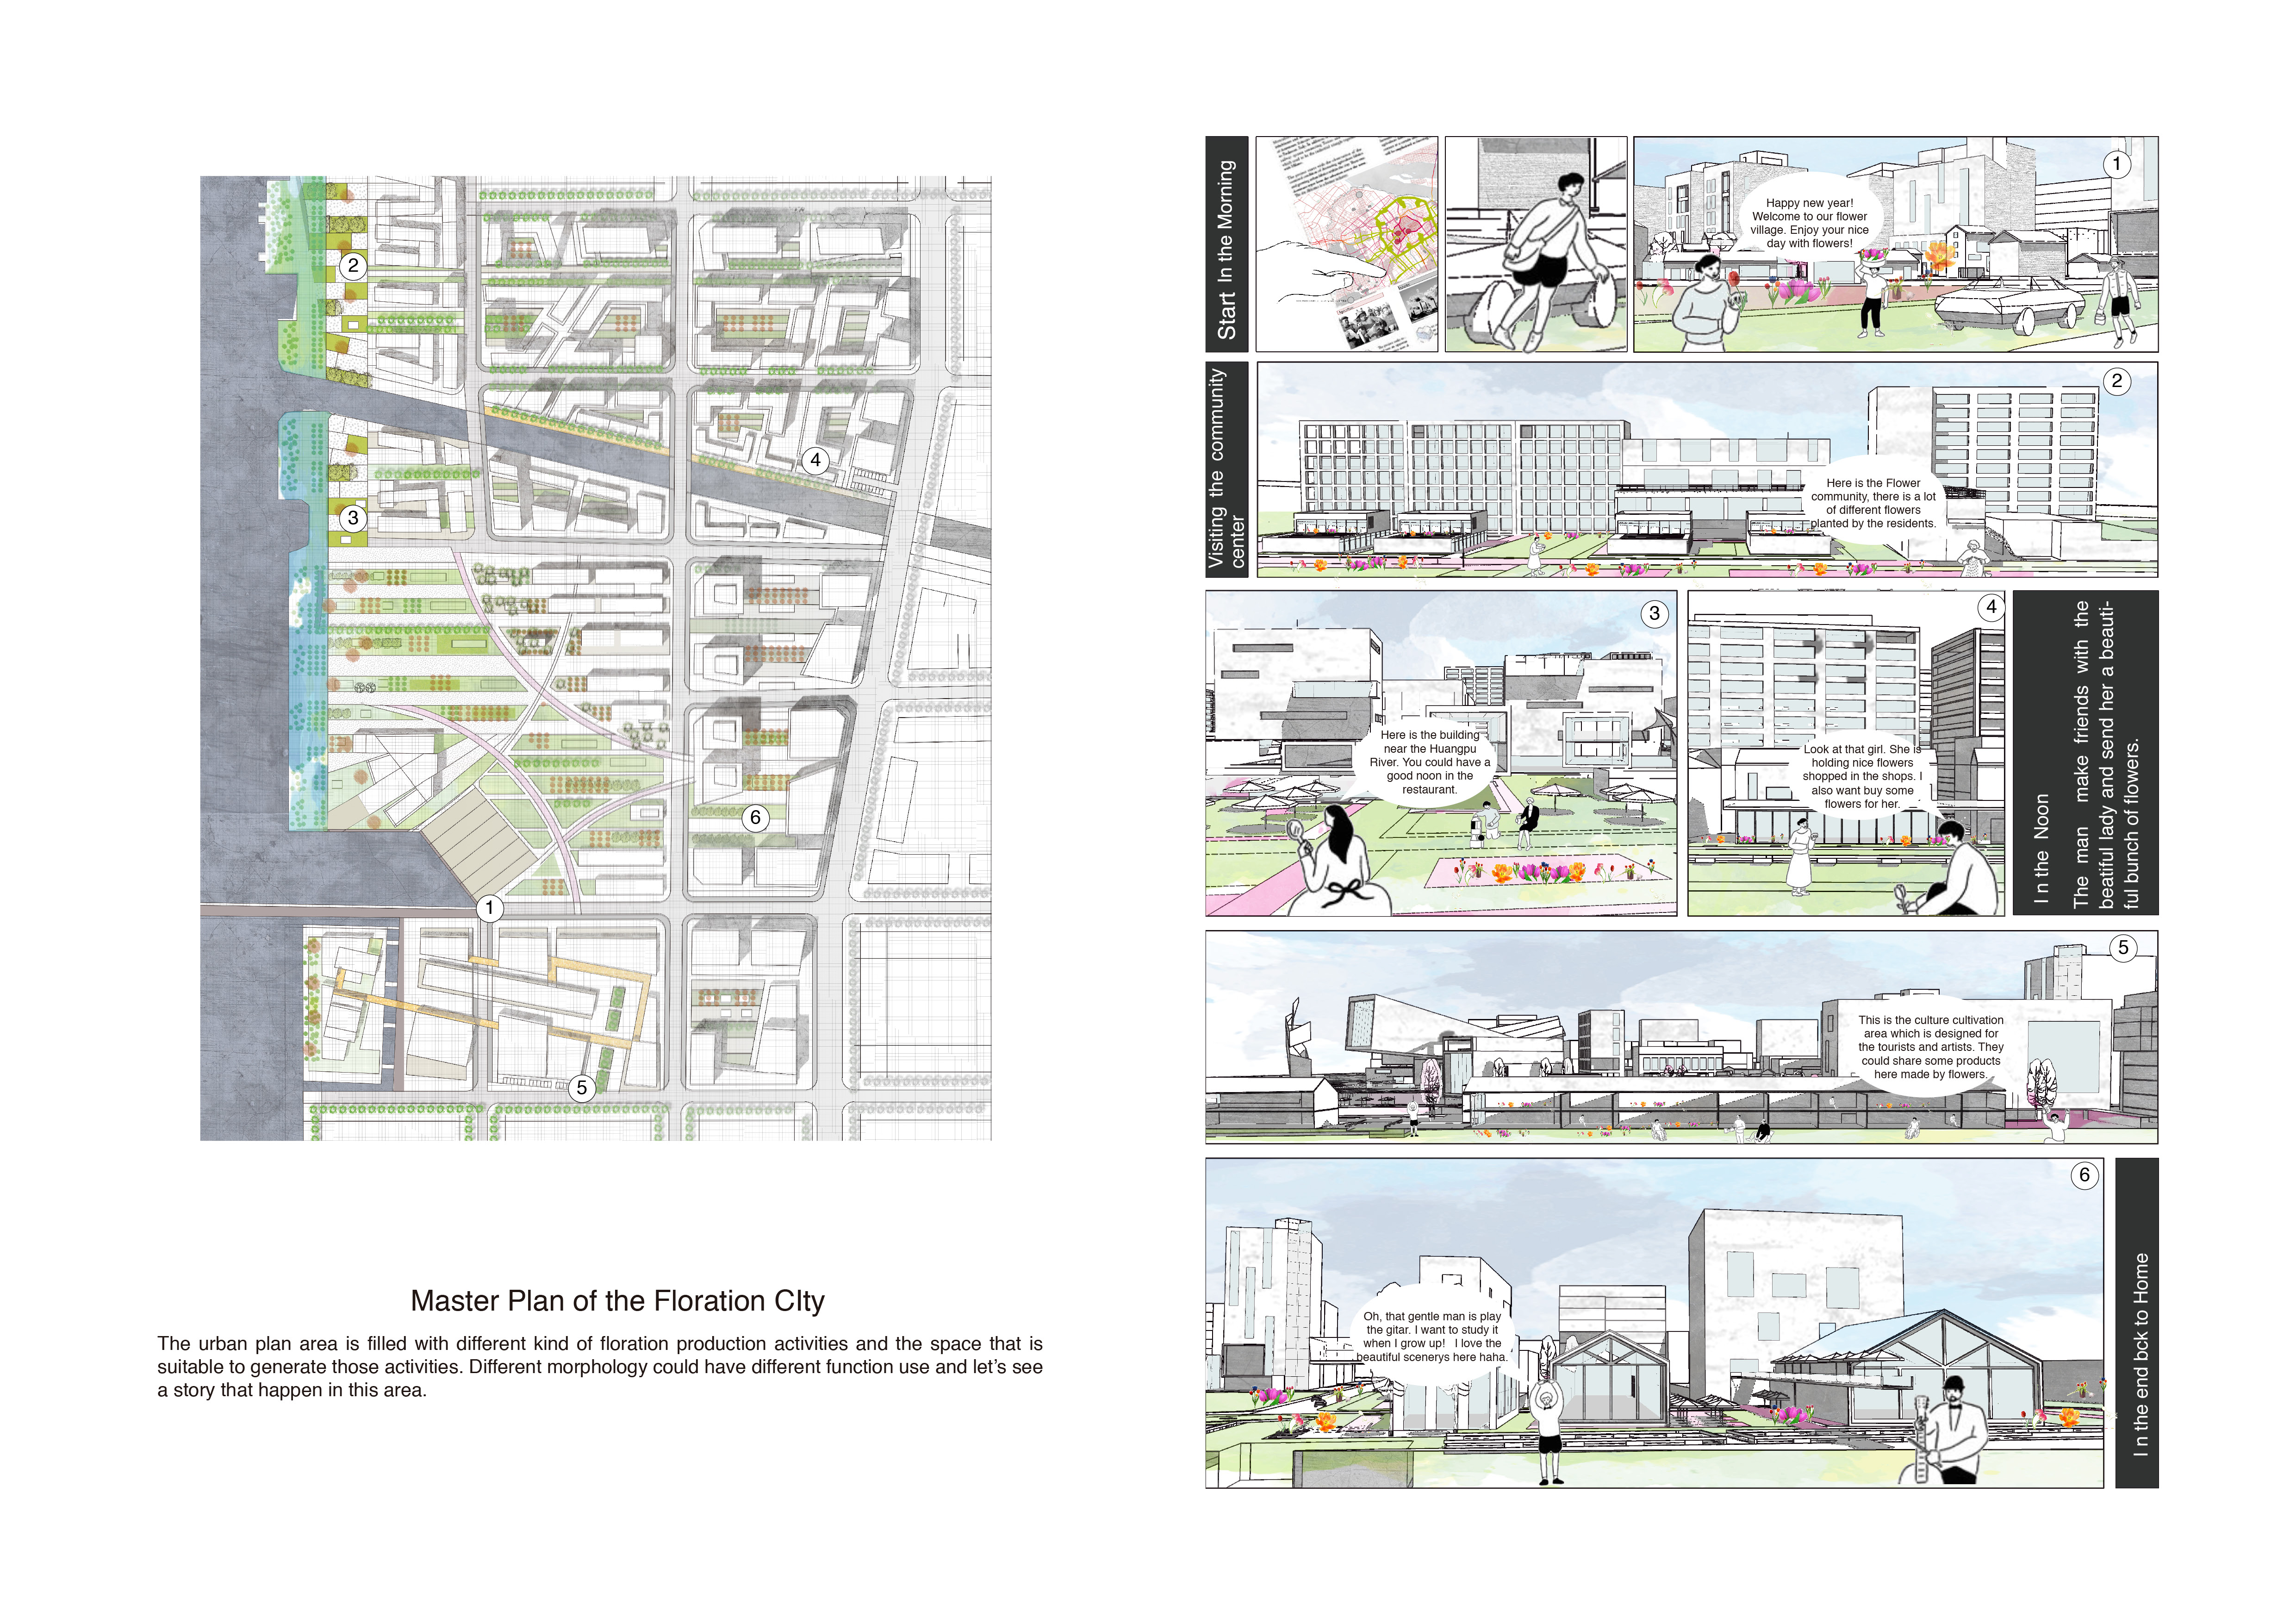 2
3
4
6
1
5
Master Plan of the Floration CIty
The urban plan area is filled with different kind of floration production activities and the space that is
suitable to generate those activities. Different morphology could have different function use and let's see
a story that happen in this area.
Start In the Morning
1
Happy new year!
Welcome to our flower
village. Enjoy your nice
day with flowers!
Visiting the community
center
2
Here is the Flower
community, there is a lot
of different flowers
planted by the residents.
3
Here is the building
near the Huangpu
River. You could have a
good noon in the
restaurant.
4
Look at that girl. She is
holding nice flowers
shopped in the shops. I
also want buy some
flowers for her.
I n the Noon
The man make friends with the
beatiful lady and send her a beauti-
ful bunch of flowers.
5
This is the culture cultivation
area which is designed for
the tourists and artists. They
could share some products
here made by flowers.
6
Oh, that gentle man is play
the gitar. I want to study it
when I grow up! I love the
beautiful scenerys here haha.
I n the end bck to Home